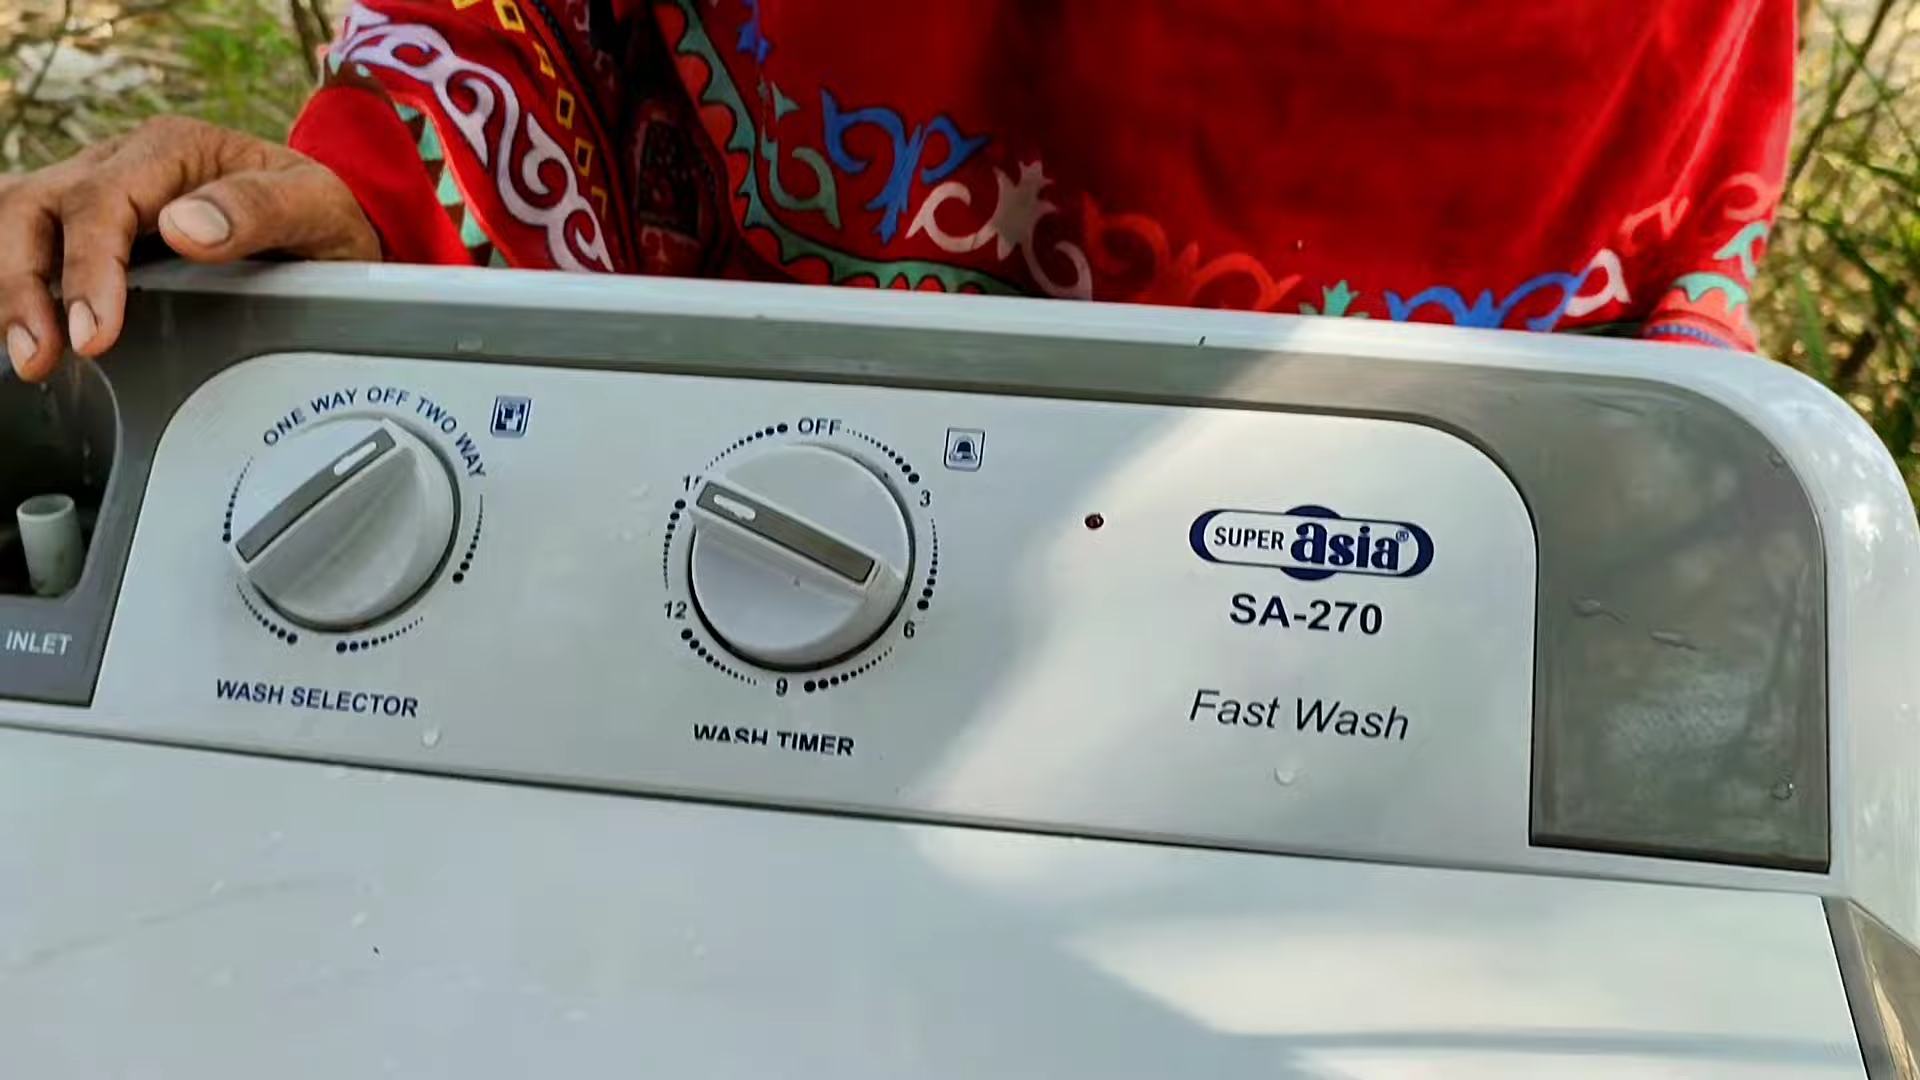 ONE WAY OFF TWO WAY
WASH SELECTOR
OFF
3
6
9
12
WASH TIMER
INLET
SUPER asia®
SA-270
Fast Wash